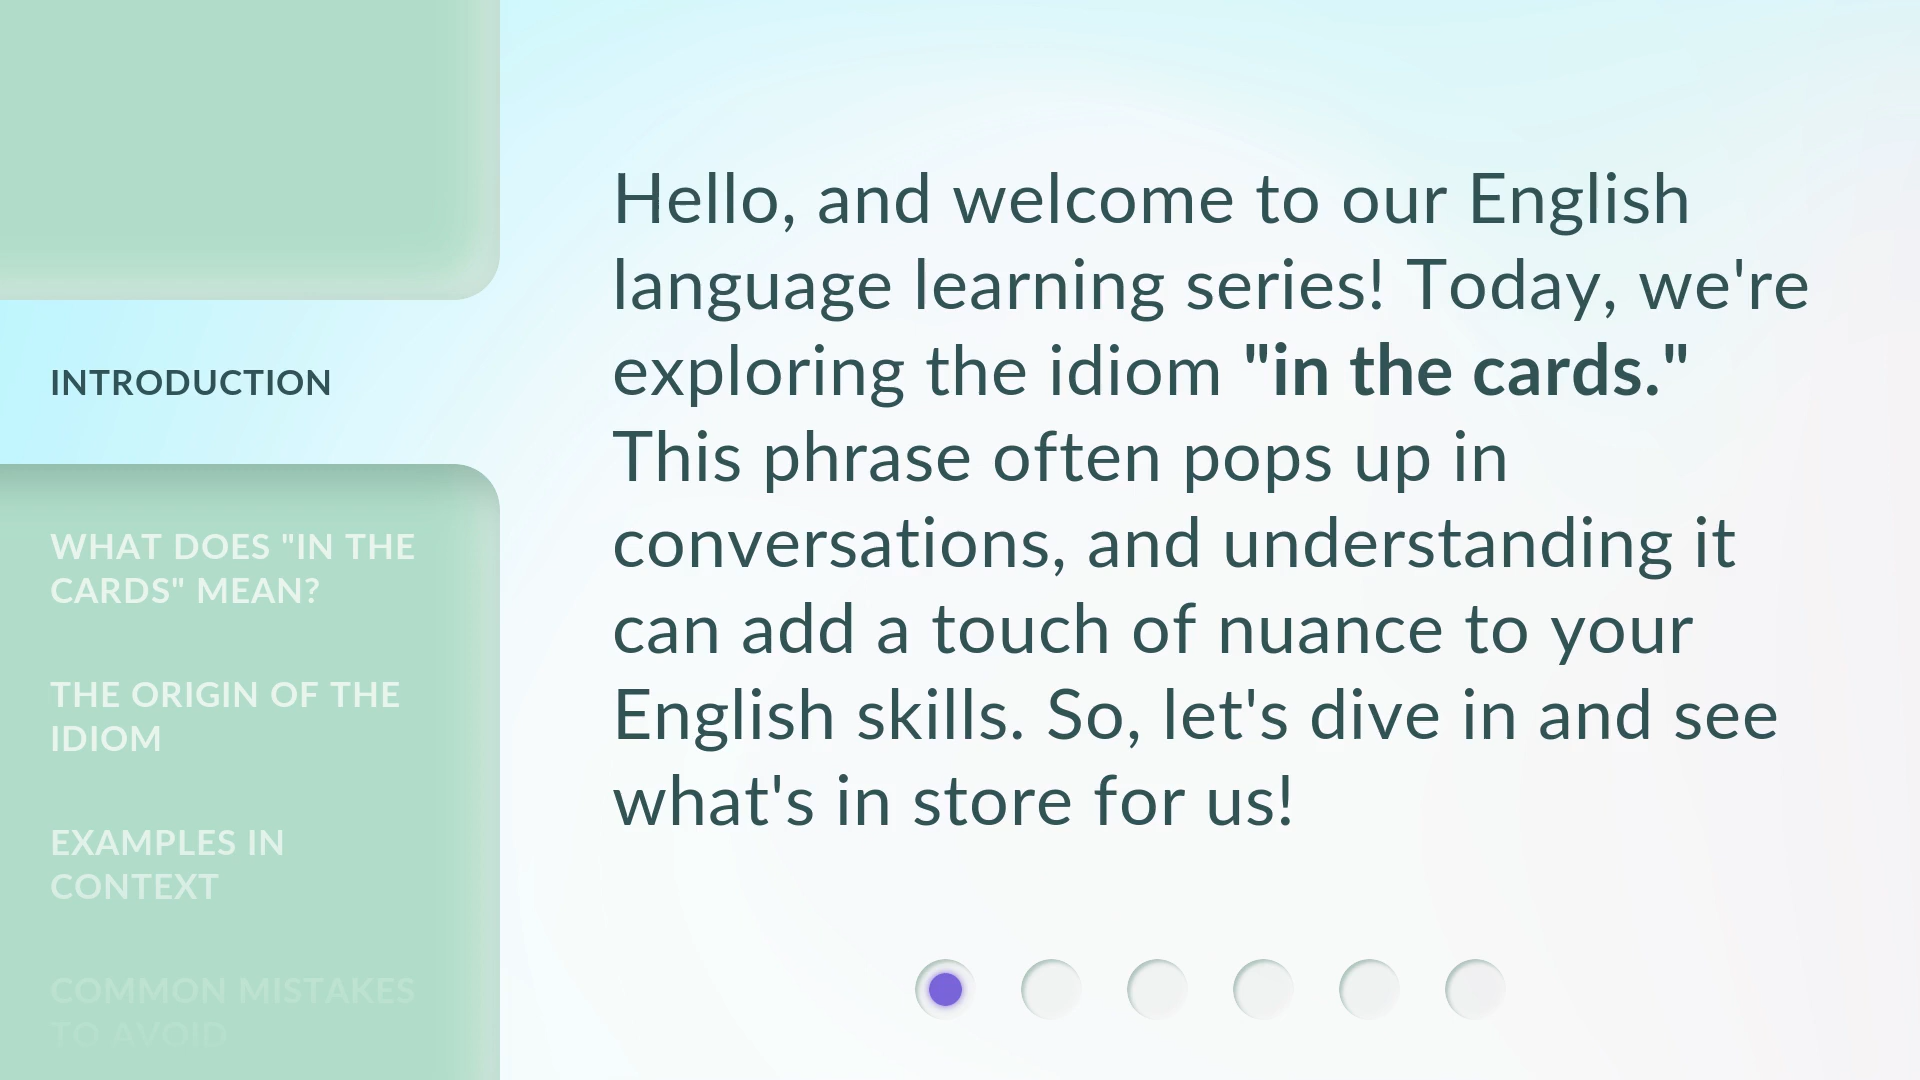 INTRODUCTION
WHAT DOES "IN THE
CARDS" MEAN?
THE ORIGIN OF THE
IDIOM
EXAMPLES IN
CONTEXT
COMMON MISTAKES
TO AVOID
Hello, and welcome to our English
language learning series! Today, we're
exploring the idiom "in the cards."
This phrase often pops up in
conversations, and understanding it
can add a touch of nuance to your
English skills. So, let's dive in and see
what's in store for us!